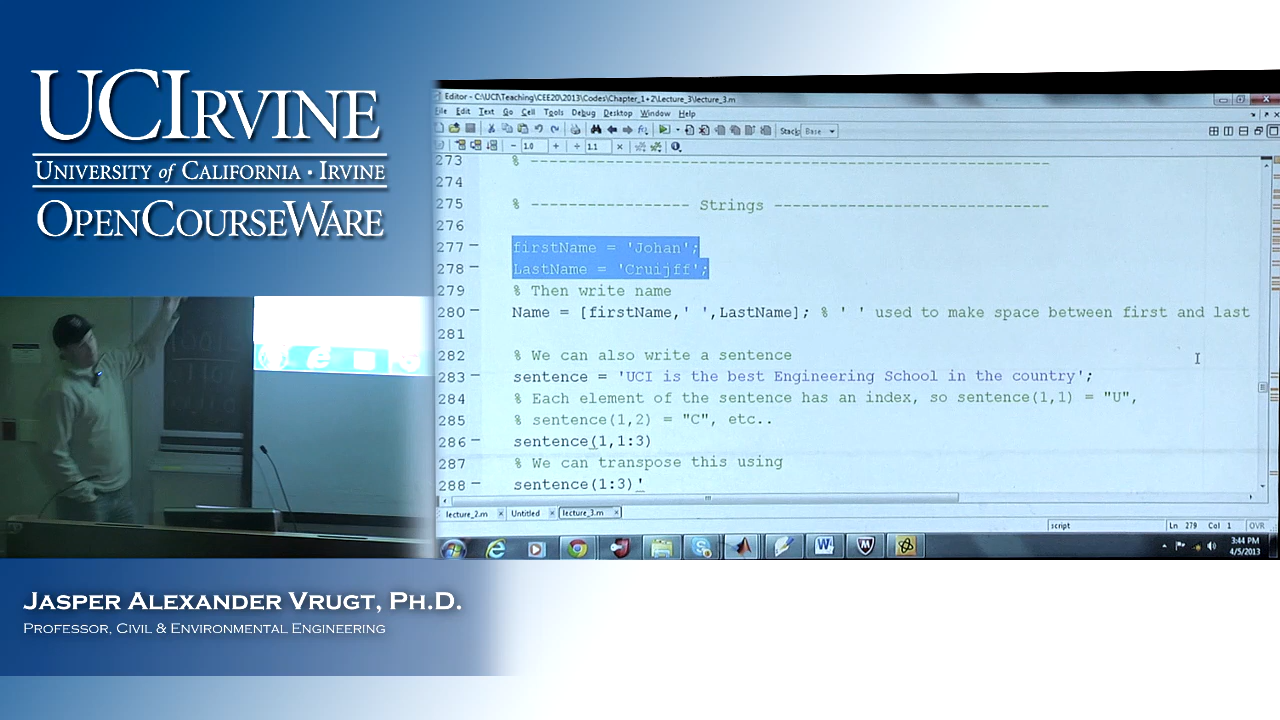 UCIRVINE
UNIVERSITY of CALIFORNIA · IRVINE
OPENCOURSEWARE
Editor - C:\UCI\Teaching\CEE20\2013\Codes\Chapter_1+2\Lecture_3\lecture_3.m
File Edit Text Go Cell Tools Debug Desktop Window Help
Stack: Base
- 1.0 + ÷ 1.1 ×
273 % -----------------------------------------------------
274
275 % ----------------- Strings -----------------------------
276
277 - firstName = 'Johan';
278 - LastName = 'Cruijff';
279 % Then write name
280 - Name = [firstName,' ',LastName]; % ' ' used to make space between first and last
281
282 % We can also write a sentence
283 - sentence = 'UCI is the best Engineering School in the country';
284 % Each element of the sentence has an index, so sentence(1,1) = "U",
285 % sentence(1,2) = "C", etc..
286 - sentence(1,1:3)
287 % We can transpose this using
288 - sentence(1:3)'
lecture_2.m × Untitled × lecture_3.m ×
script Ln 279 Col 1 OVR
3:44 PM
4/5/2013
JASPER ALEXANDER VRUGT, PH.D.
PROFESSOR, CIVIL & ENVIRONMENTAL ENGINEERING